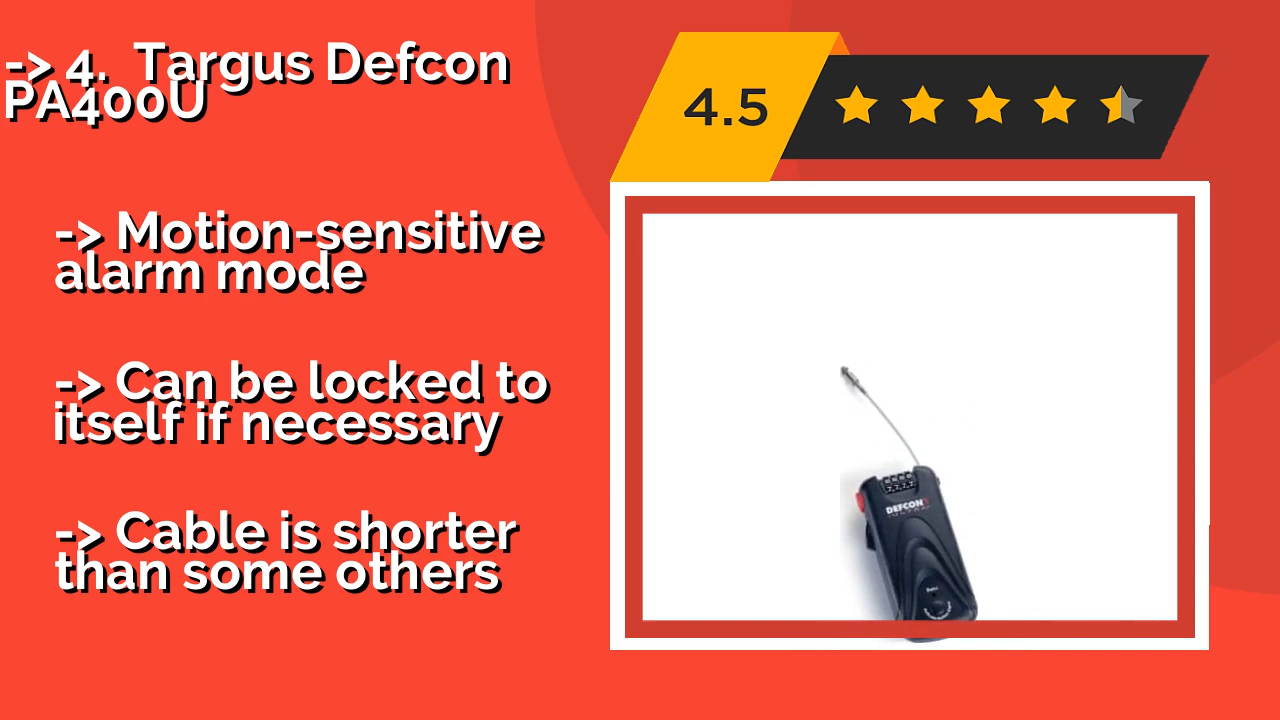 -> 4. Targus Defcon
PA400U
4.5
-> Motion-sensitive
alarm mode
-> Can be locked to
itself if necessary
-> Cable is shorter
than some others
DEFCON